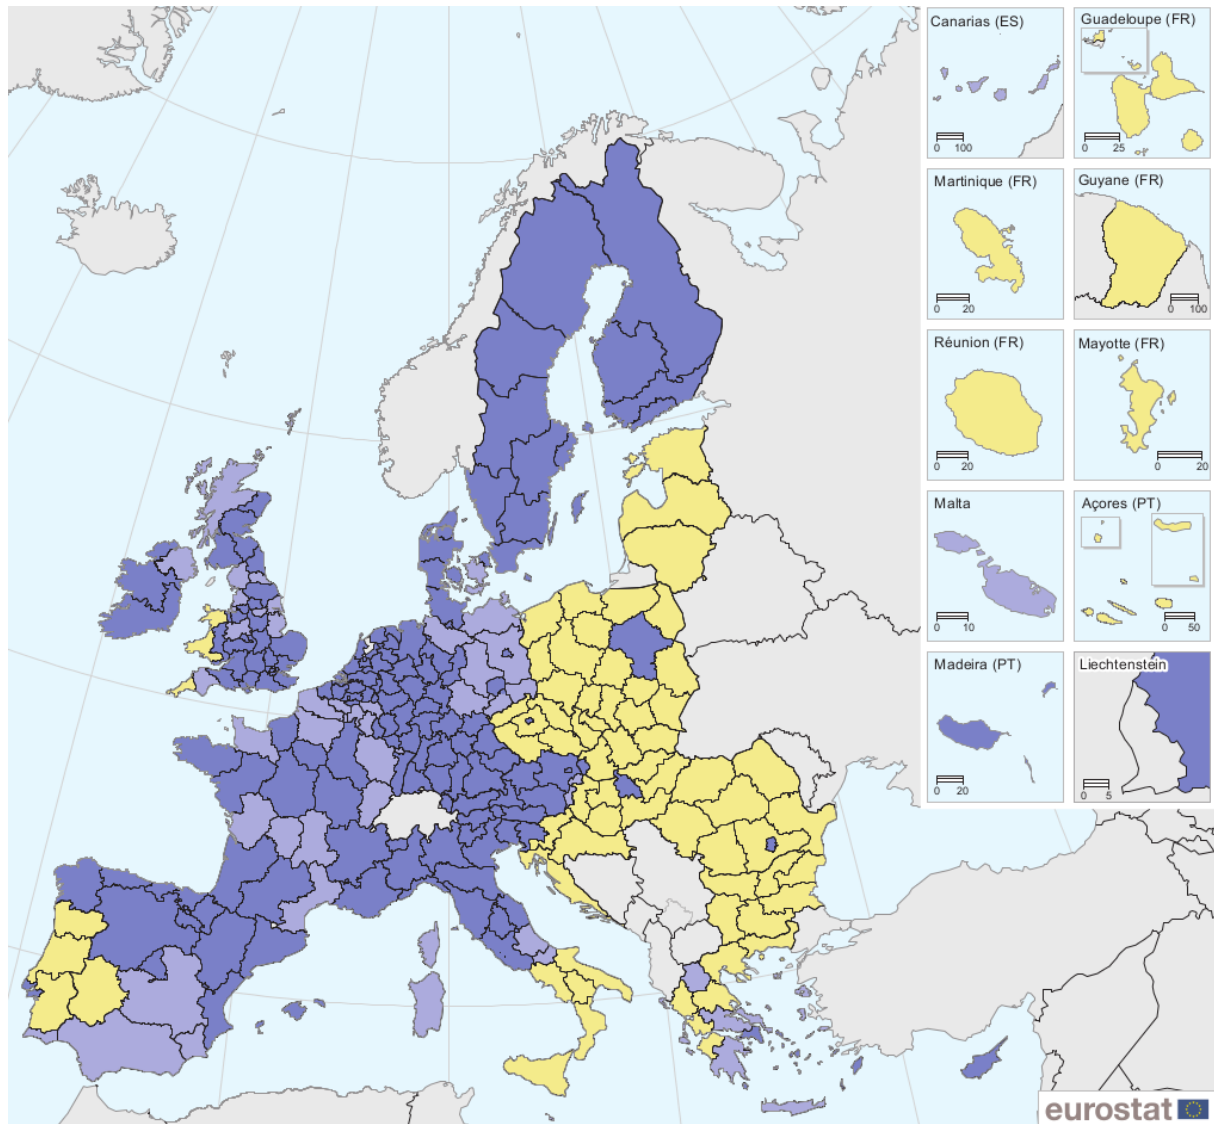 Canarias (ES)
0 100
Guadeloupe (FR)
0 25
Martinique (FR)
0 20
Guyane (FR)
0 100
Réunion (FR)
0 20
Mayotte (FR)
0 20
Malta
0 10
Açores (PT)
0 50
Madeira (PT)
0 20
Liechtenstein
0 5
eurostat